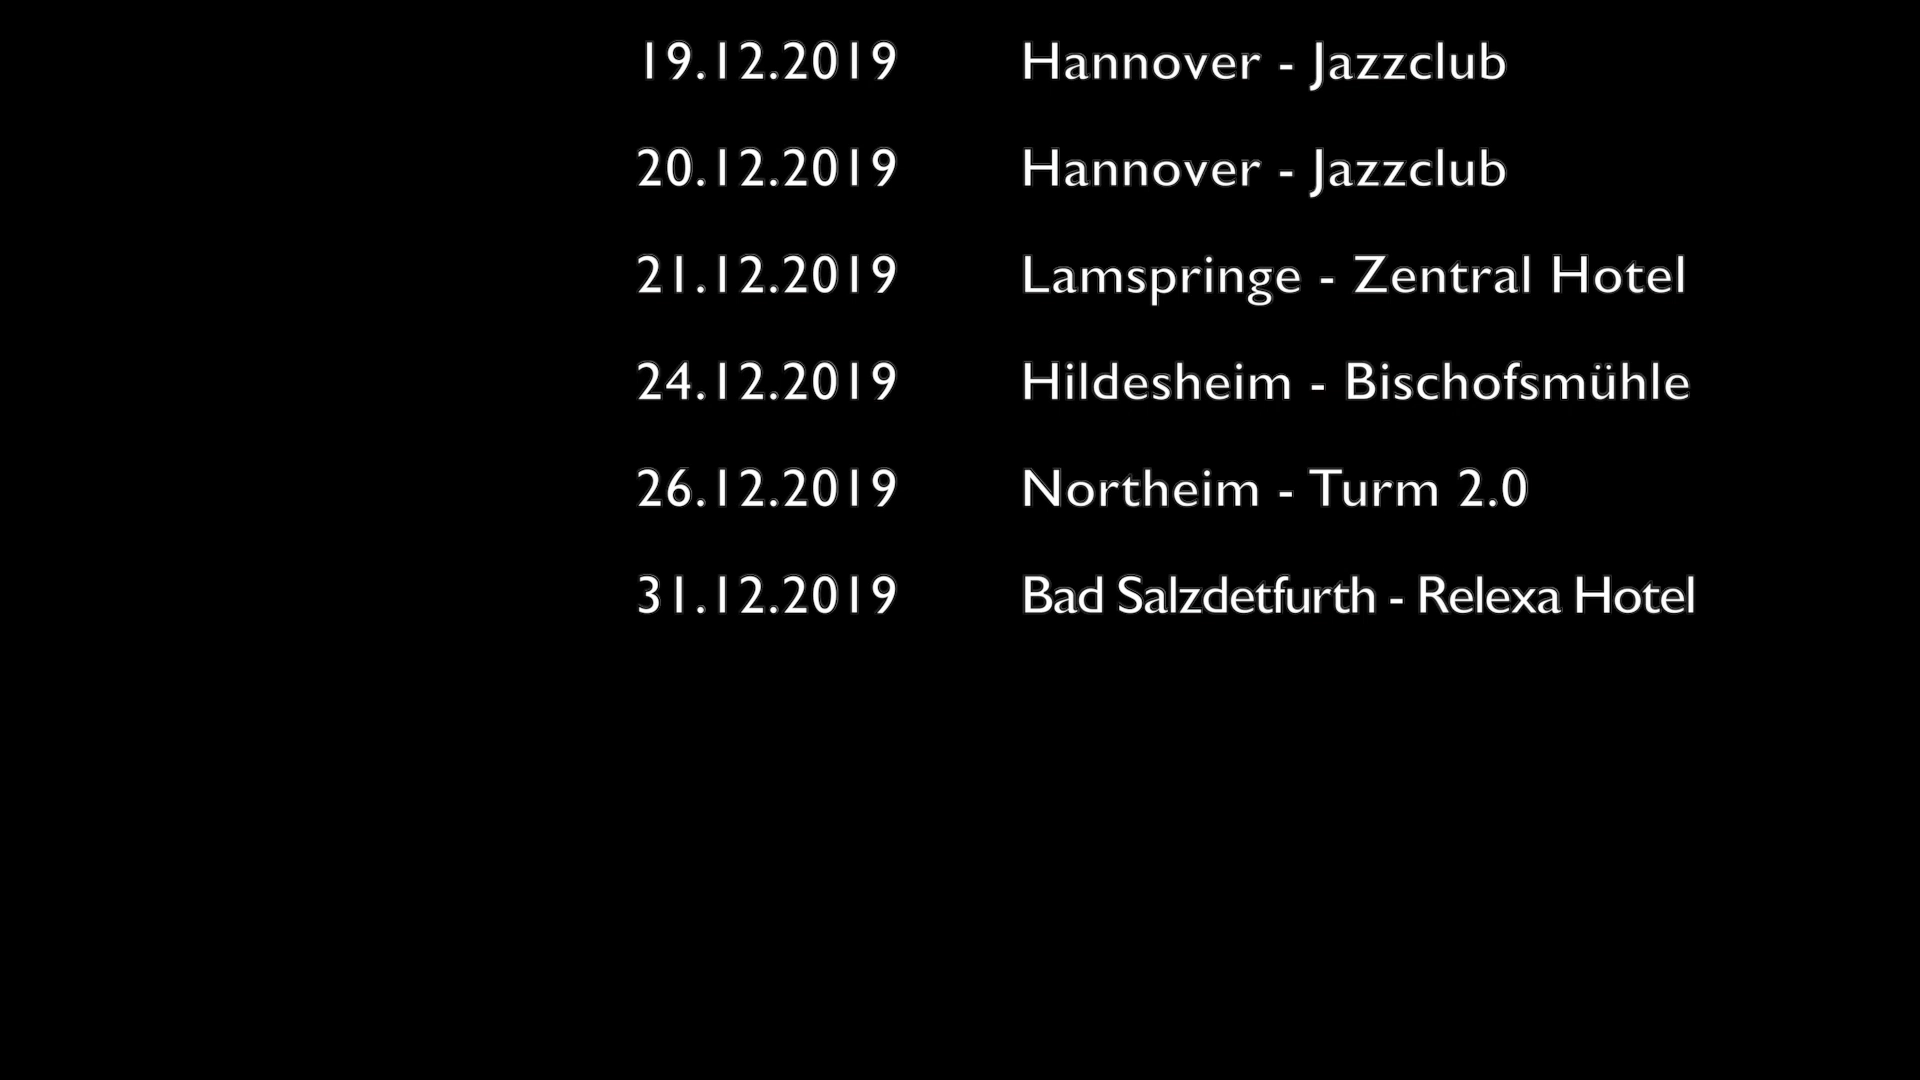 19.12.2019 Hannover - Jazzclub
20.12.2019 Hannover - Jazzclub
21.12.2019 Lamspringe - Zentral Hotel
24.12.2019 Hildesheim - Bischofsmühle
26.12.2019 Northeim - Turm 2.0
31.12.2019 Bad Salzdetfurth - Relexa Hotel